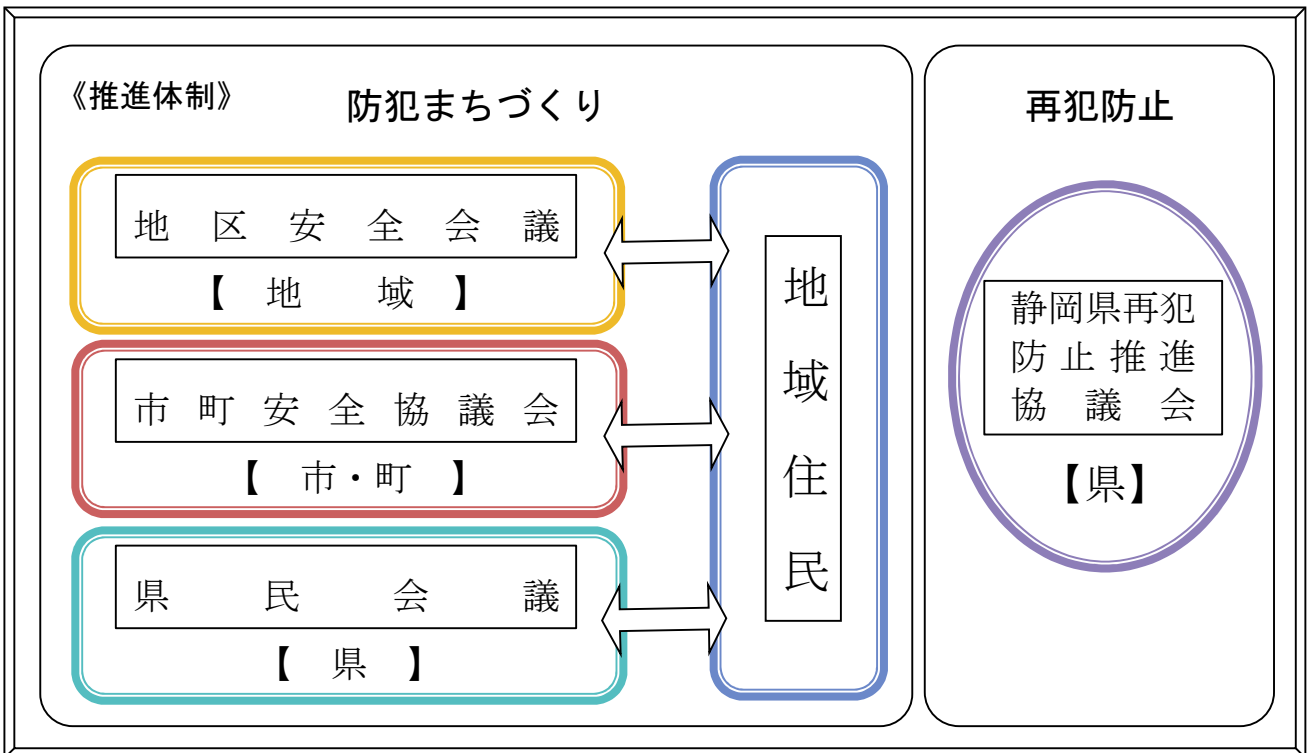 《推進体制》
防犯まちづくり
地区安全会議
【地域】
市町安全協議会
【市・町】
県民会議
【県】
地域住民
再犯防止
静岡県再犯
防止推進
協議会
【県】